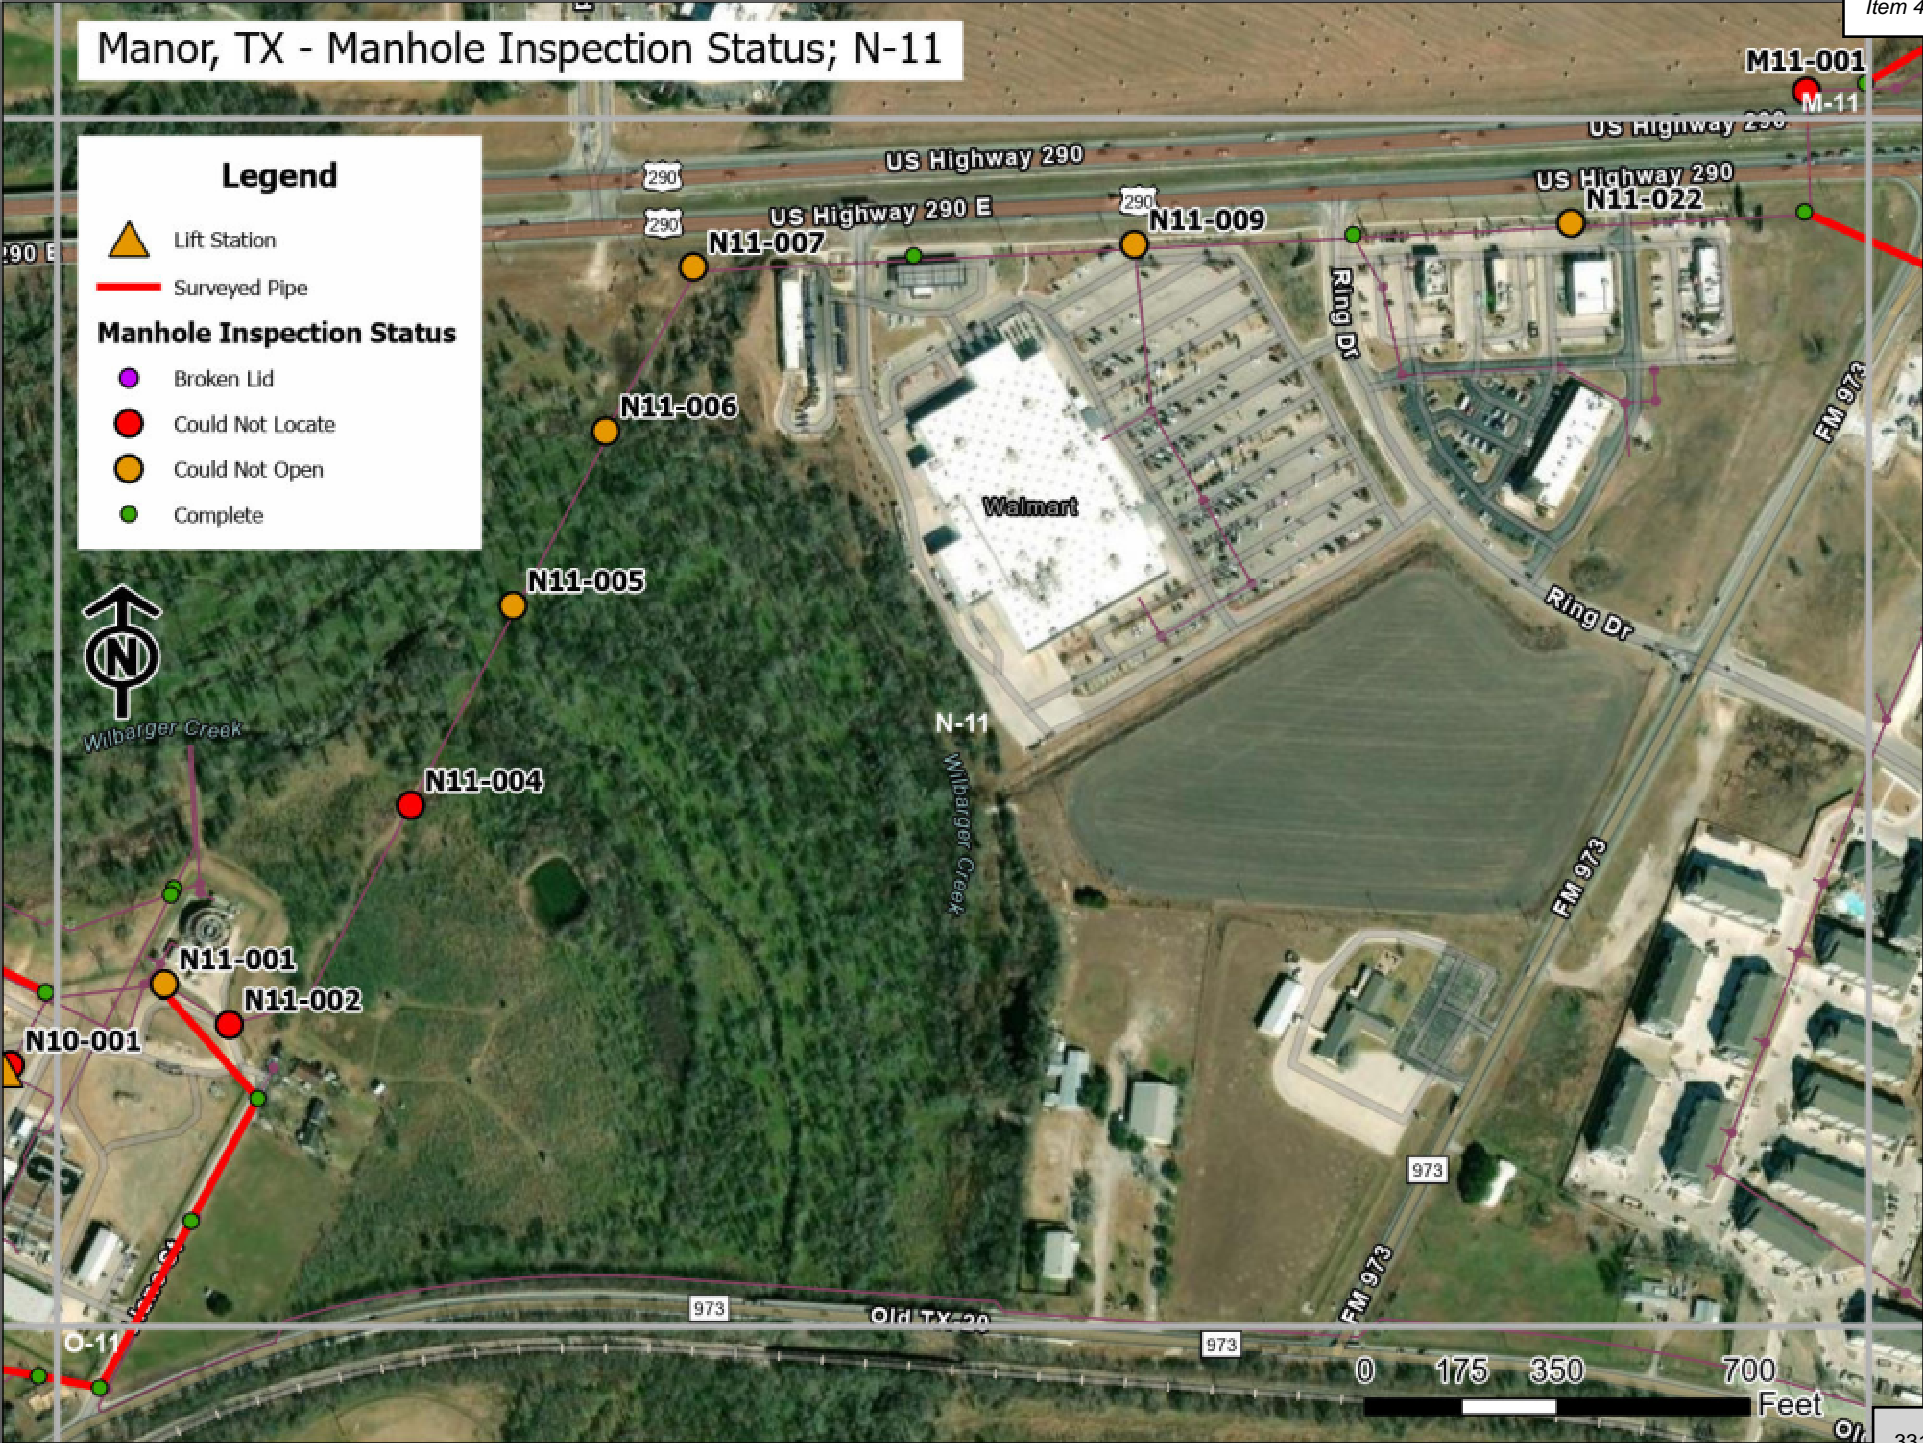 Item 4
Manor, TX - Manhole Inspection Status; N-11
M11-001
M-11
US Highway 290
US Highway 290
US Highway 290
290
US Highway 290 E
290
290
290 E
N11-007
N11-009
N11-022
Legend
Lift Station
Surveyed Pipe
Manhole Inspection Status
Broken Lid
Could Not Locate
Could Not Open
Complete
Ring Dr
FM 973
N11-006
Walmart
N11-005
Ring Dr
N
Wilbarger Creek
N-11
N11-004
Wilbarger Creek
FM 973
N11-001
N11-002
N10-001
973
FM 973
973
Old TX-20
973
O-11
0 175 350 700
Feet